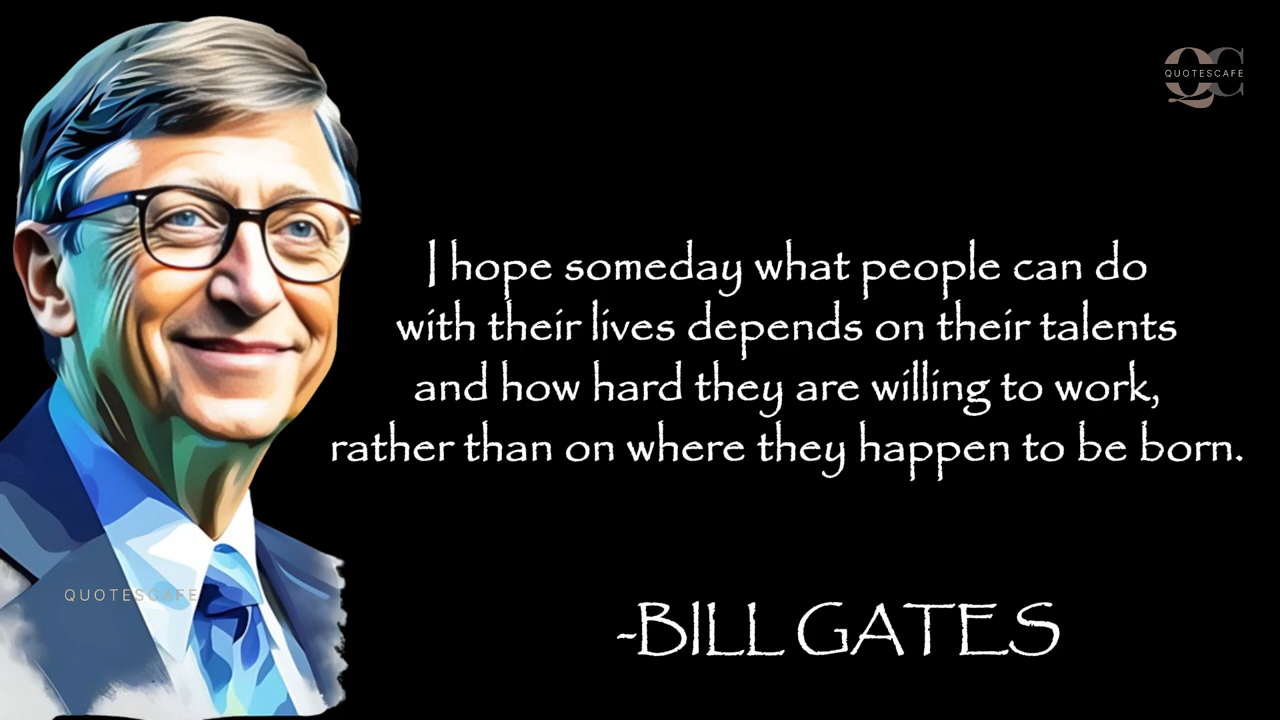 QUOTESCAFE
I hope someday what people can do
with their lives depends on their talents
and how hard they are willing to work,
rather than on where they happen to be born.
QUOTESCAFE
-BILL GATES